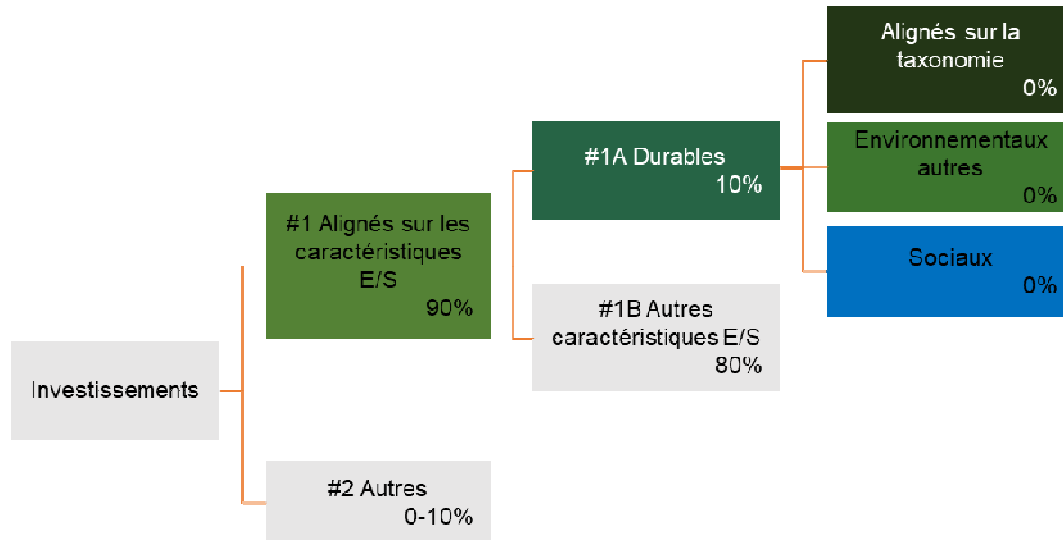 Investissements
#1 Alignés sur les
caractéristiques
E/S
90%
#2 Autres
0-10%
#1A Durables
10%
#1B Autres
caractéristiques E/S
80%
Alignés sur la
taxonomie
0%
Environnementaux
autres
0%
Sociaux
0%